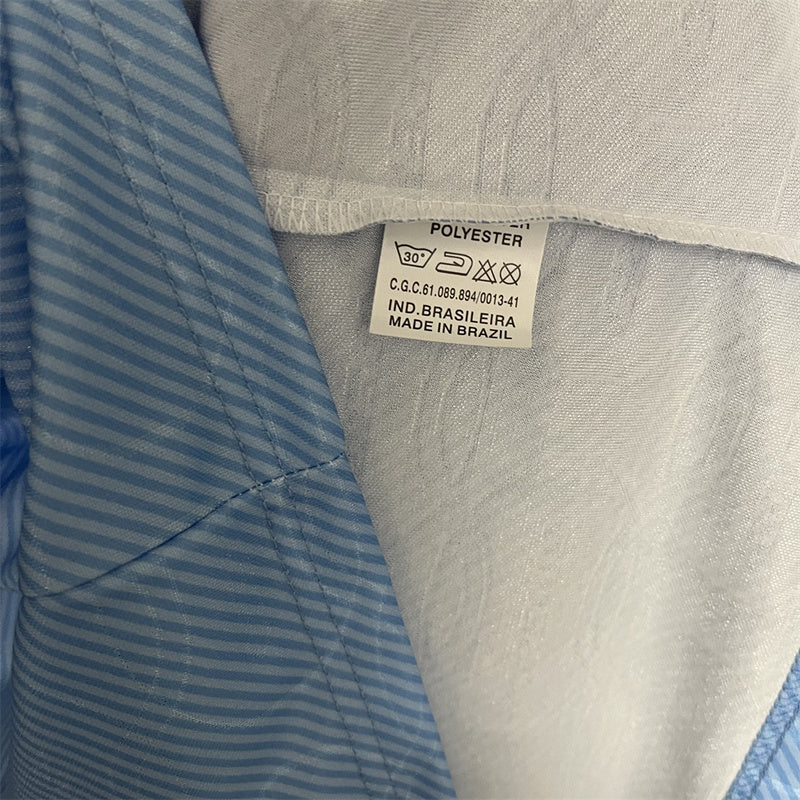 POLYESTER
30°
C.G.C.61.089.894/0013-41
IND.BRASILEIRA
MADE IN BRAZIL